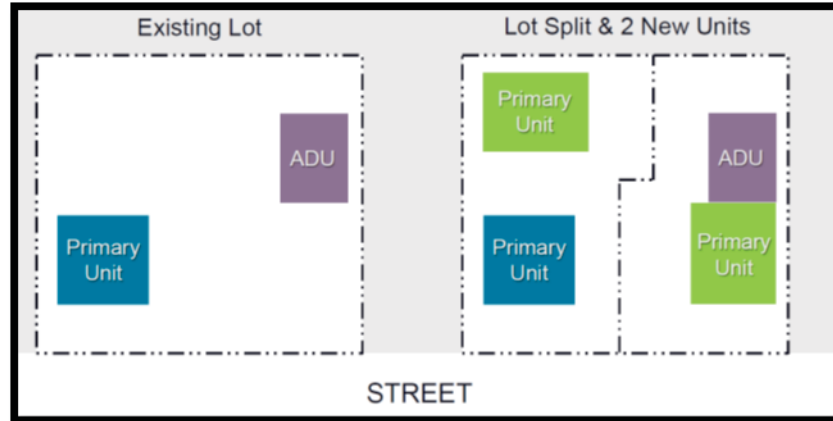 Existing Lot
ADU
Primary
Unit
Lot Split & 2 New Units
Primary
Unit
ADU
Primary
Unit
Primary
Unit
STREET